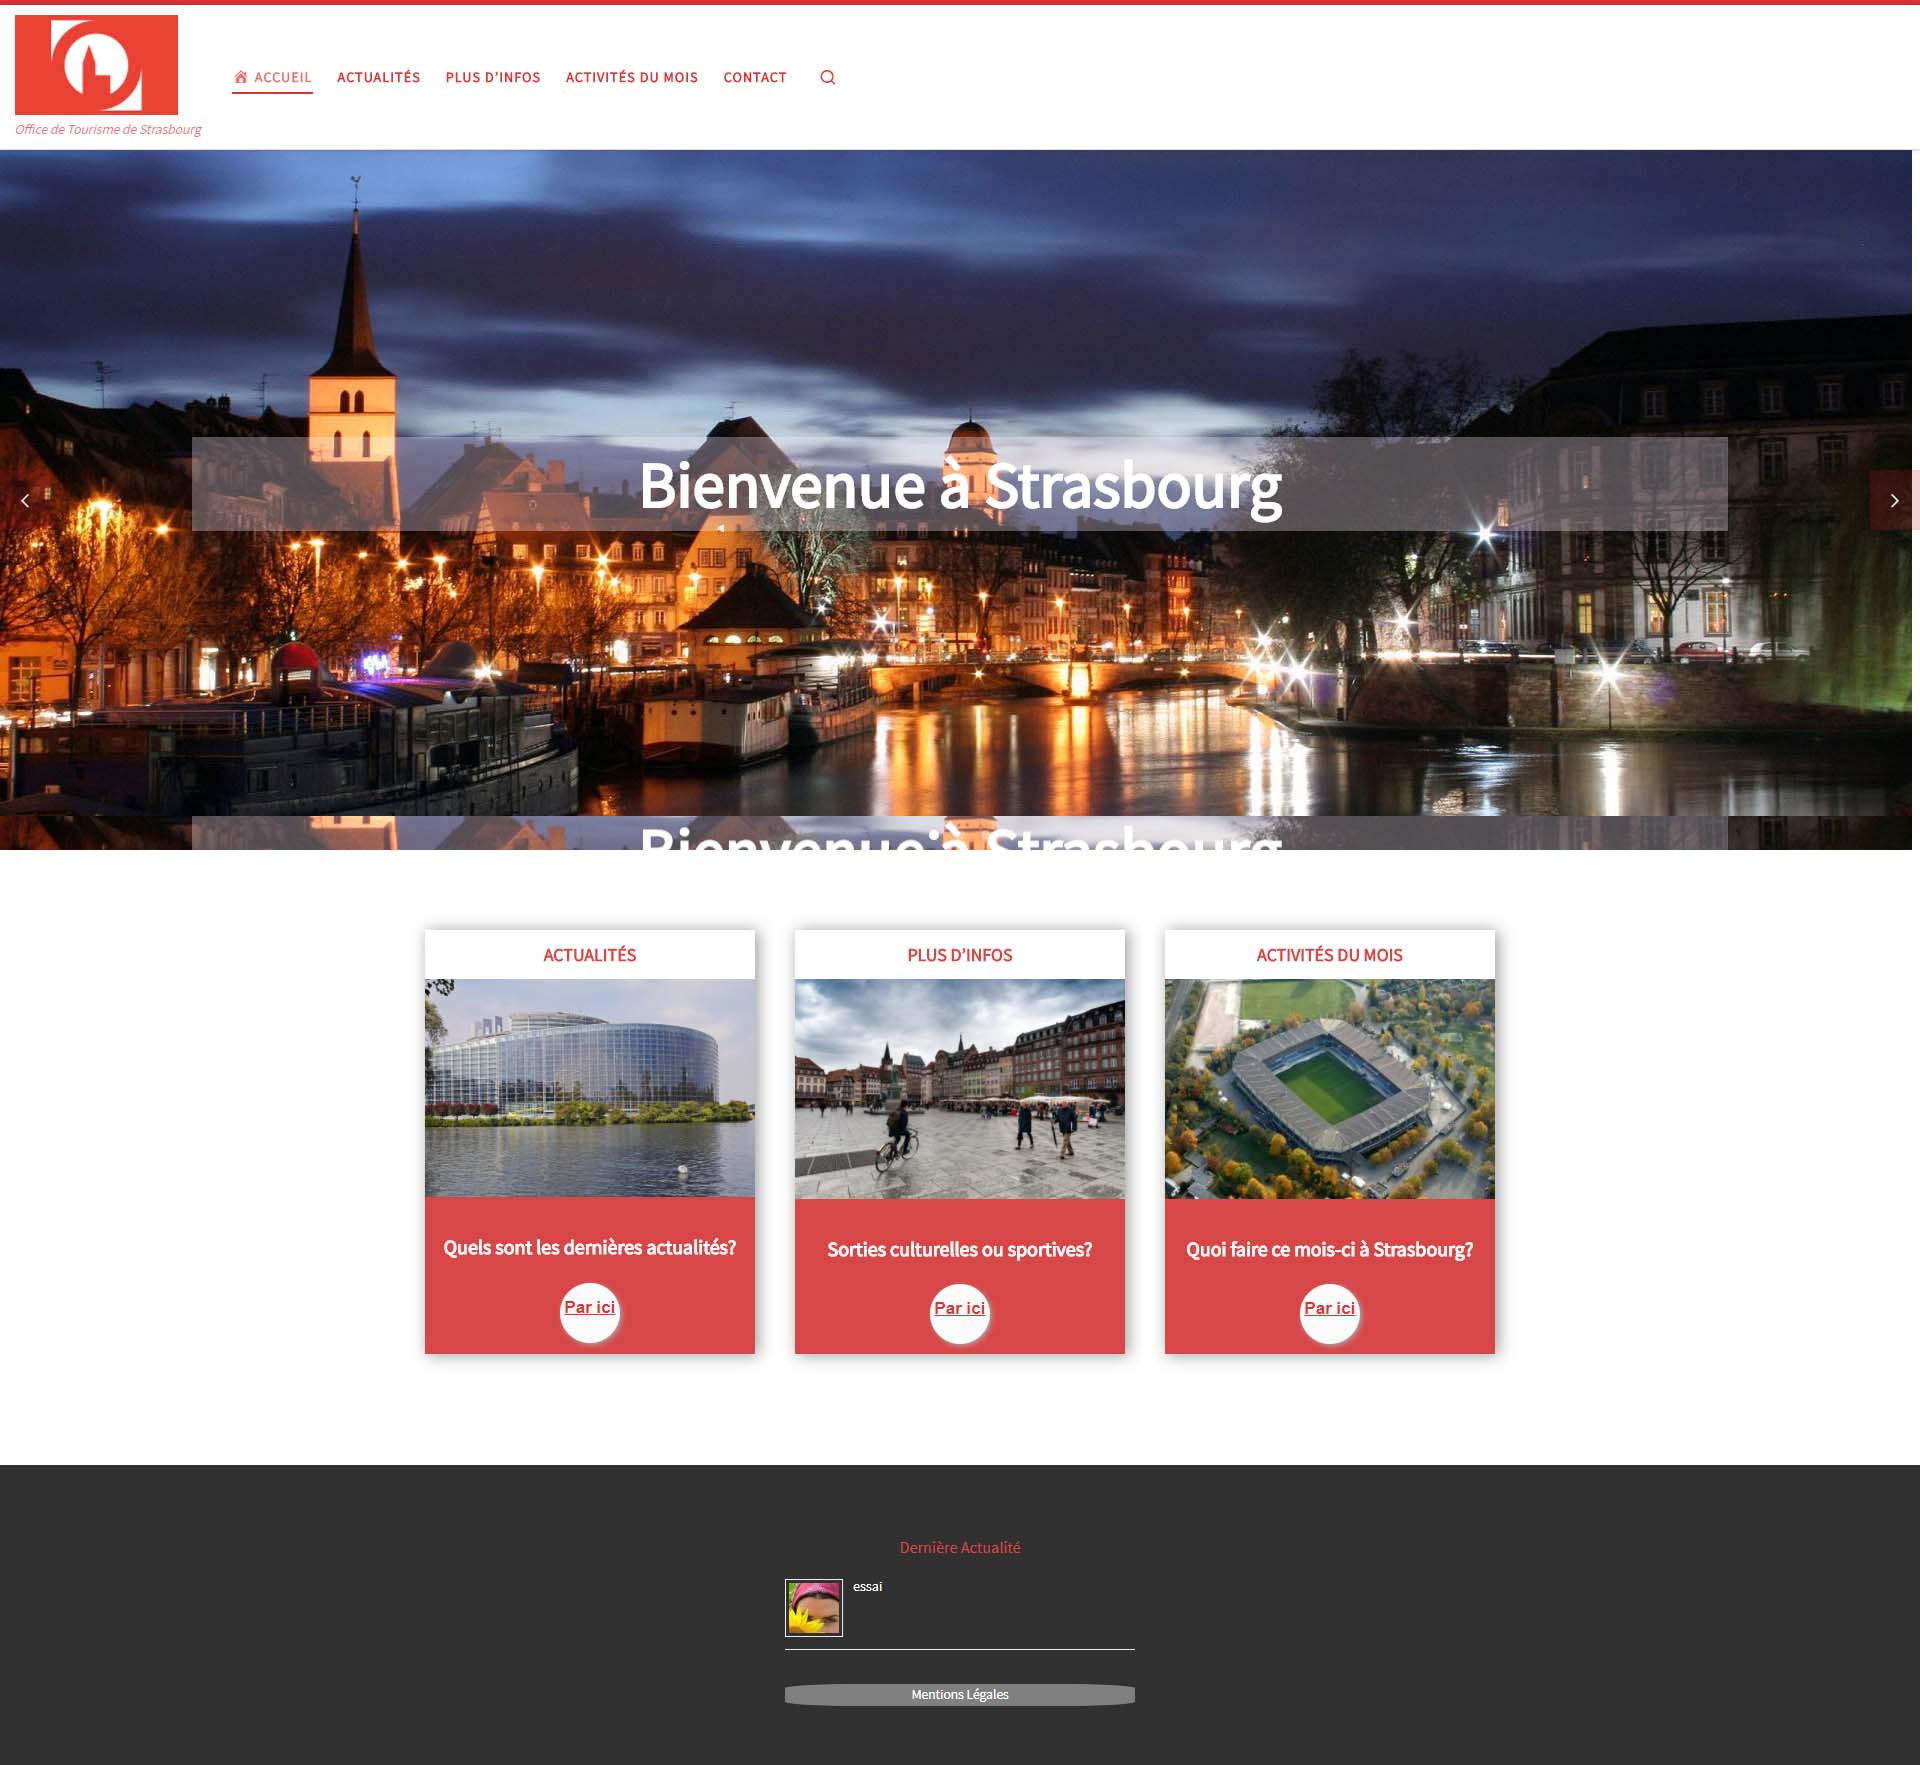 Office de Tourisme de Strasbourg
ACCUEIL ACTUALITÉS PLUS D’INFOS ACTIVITÉS DU MOIS CONTACT
Bienvenue à Strasbourg
Bienvenue à Strasbourg
ACTUALITÉS
Quels sont les dernières actualités?
Par ici
PLUS D’INFOS
Sorties culturelles ou sportives?
Par ici
ACTIVITÉS DU MOIS
Quoi faire ce mois-ci à Strasbourg?
Par ici
Dernière Actualité
essai
Mentions Légales